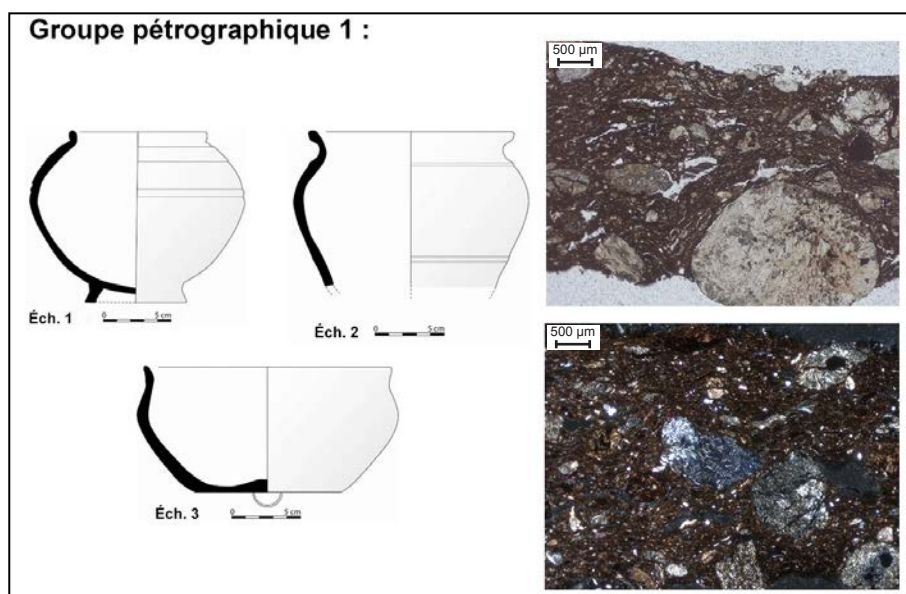 Groupe pétrographique 1 :
500 µm
Éch. 1
0 5 cm
Éch. 2
0 5 cm
500 µm
Éch. 3
0 5 cm